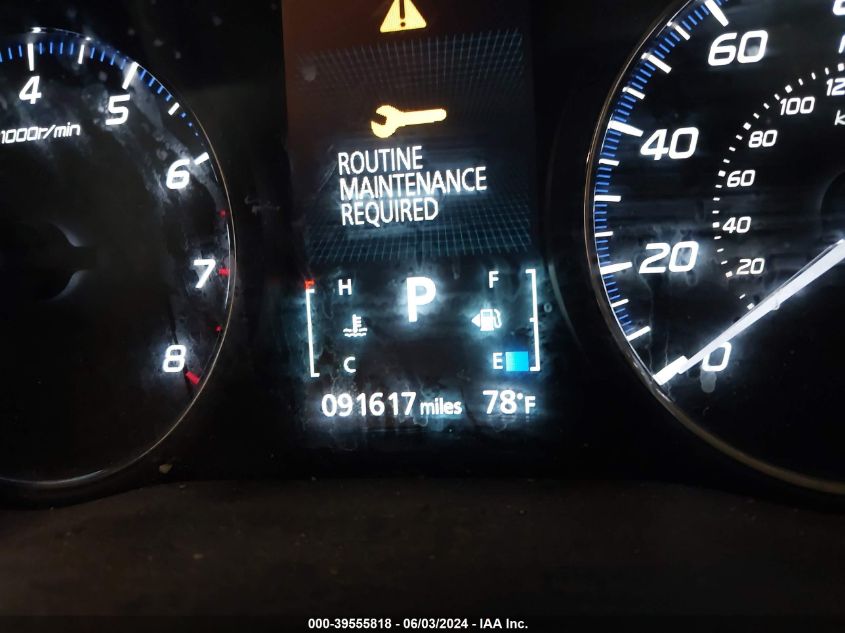 4
5
1000r/min
6
7
8
ROUTINE
MAINTENANCE
REQUIRED
H
P
F
C
E
091617 miles 78°F
60
40
20
0
100
80
60
40
20
000-39555818 - 06/03/2024 - IAA Inc.